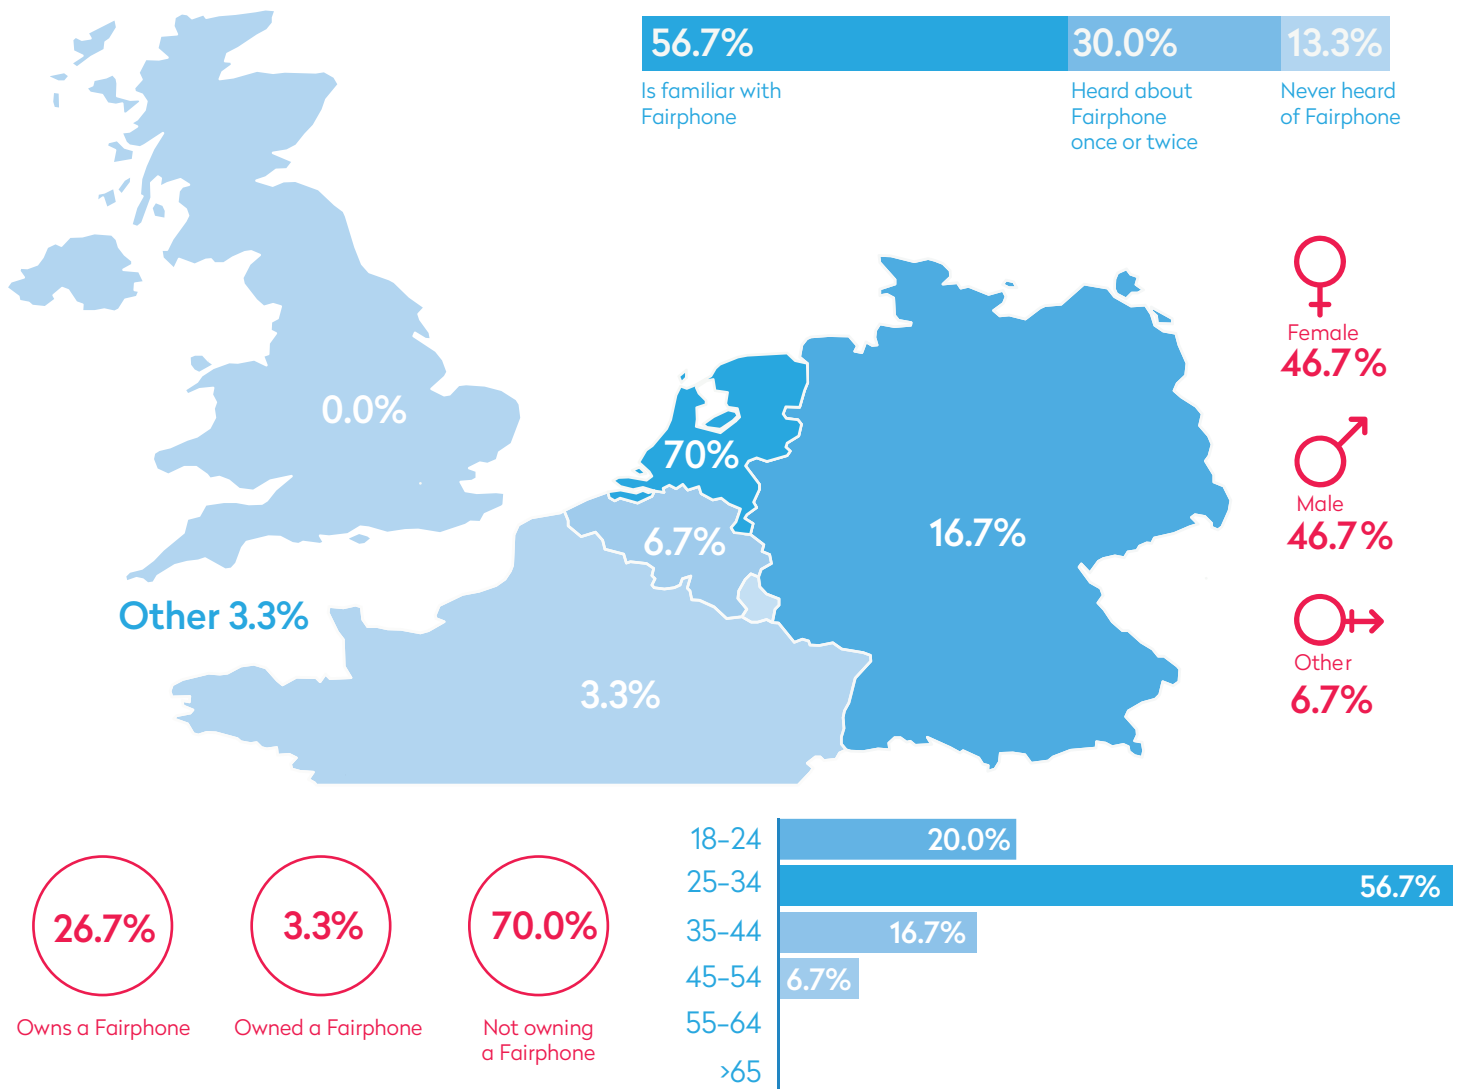 56.7%
30.0%
13.3%
Is familiar with
Fairphone
Heard about
Fairphone
once or twice
Never heard
of Fairphone
0.0%
70%
6.7%
16.7%
Other 3.3%
3.3%
Female
46.7%
Male
46.7%
Other
6.7%
26.7%
Owns a Fairphone
3.3%
Owned a Fairphone
70.0%
Not owning
a Fairphone
18-24
20.0%
25-34
56.7%
35-44
16.7%
45-54
6.7%
55-64
>65